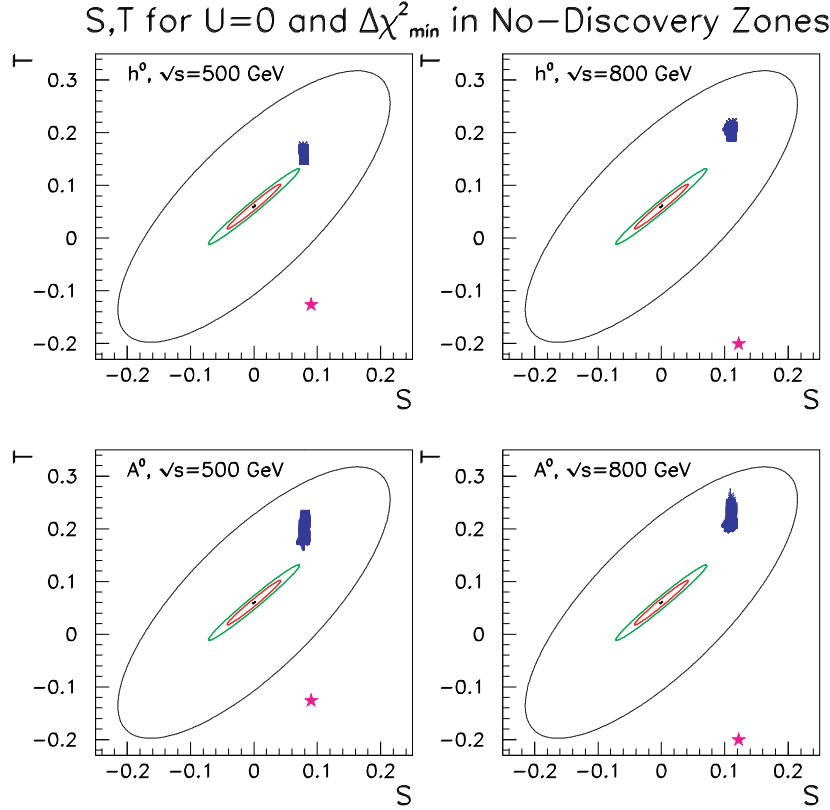 S,T for U=0 and Δχ²min in No−Discovery Zones
T
h⁰, √s=500 GeV
0.3
0.2
0.1
0
−0.1
−0.2
−0.2 −0.1 0 0.1 0.2
S
T
h⁰, √s=800 GeV
0.3
0.2
0.1
0
−0.1
−0.2
−0.2 −0.1 0 0.1 0.2
S
T
A⁰, √s=500 GeV
0.3
0.2
0.1
0
−0.1
−0.2
−0.2 −0.1 0 0.1 0.2
S
T
A⁰, √s=800 GeV
0.3
0.2
0.1
0
−0.1
−0.2
−0.2 −0.1 0 0.1 0.2
S